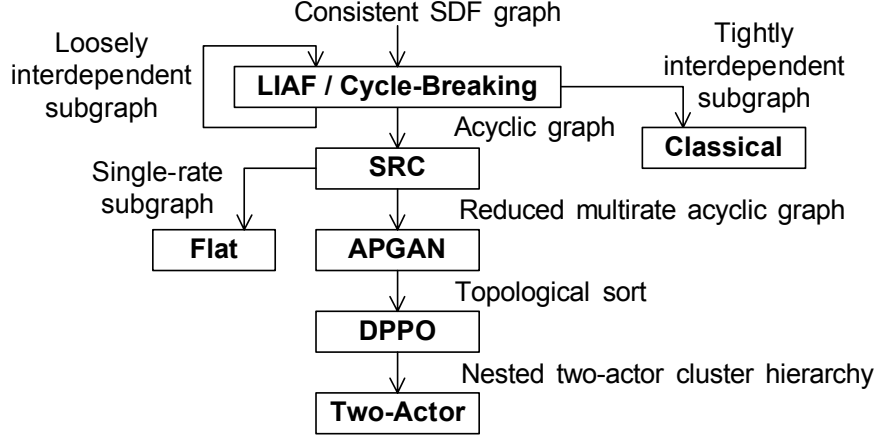 Consistent SDF graph
Loosely
interdependent
subgraph
Tightly
interdependent
subgraph
LIAF / Cycle-Breaking
Acyclic graph
Classical
Single-rate
subgraph
SRC
Reduced multirate acyclic graph
Flat
APGAN
Topological sort
DPPO
Nested two-actor cluster hierarchy
Two-Actor